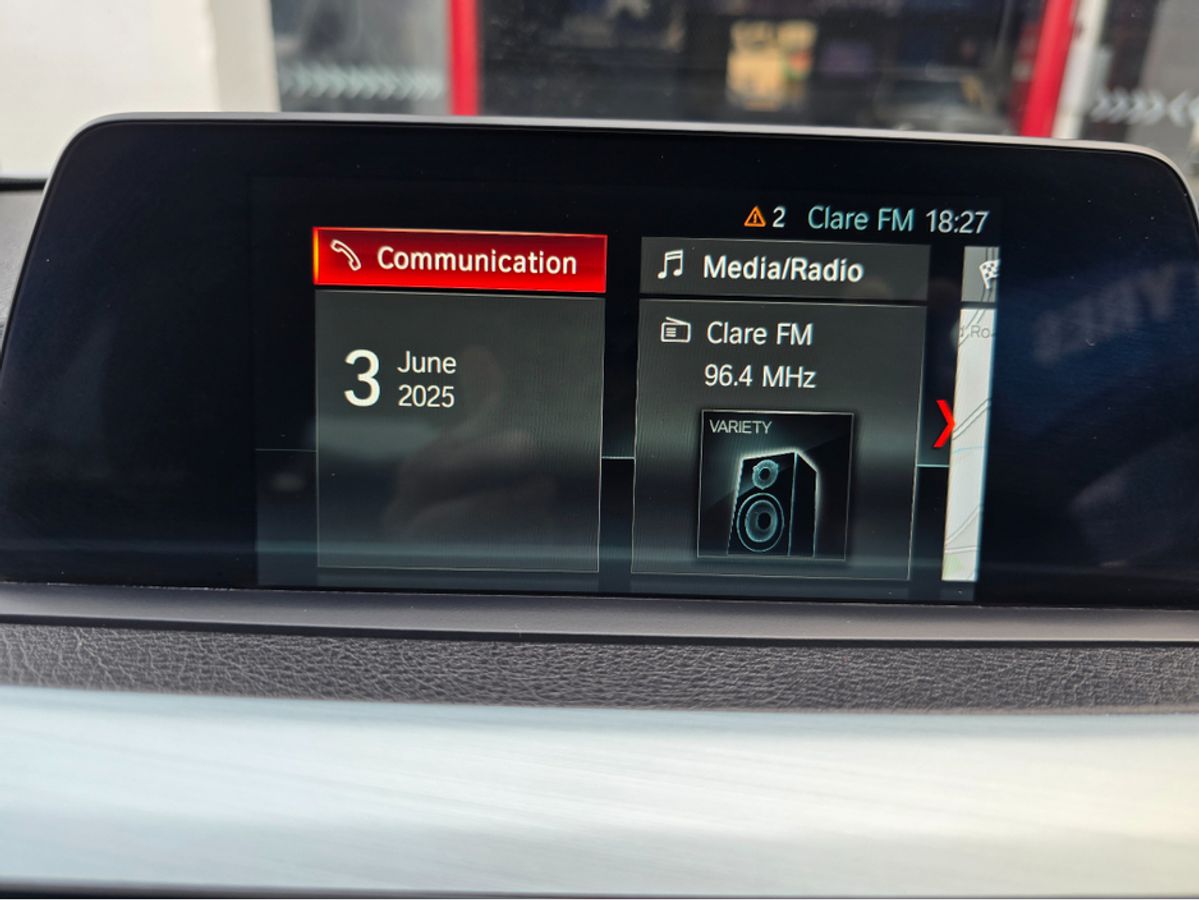 2 Clare FM 18:27
Communication
3 June
2025
Media/Radio
Clare FM
96.4 MHz
VARIETY